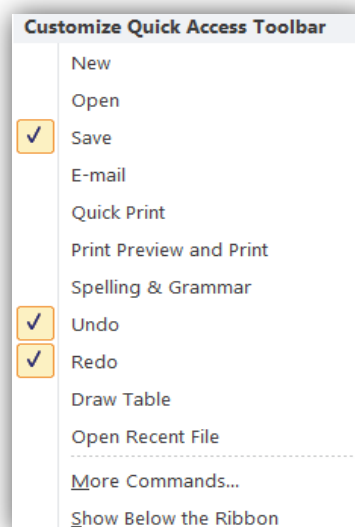 Customize Quick Access Toolbar
New
Open
Save
E-mail
Quick Print
Print Preview and Print
Spelling & Grammar
Undo
Redo
Draw Table
Open Recent File
More Commands...
Show Below the Ribbon